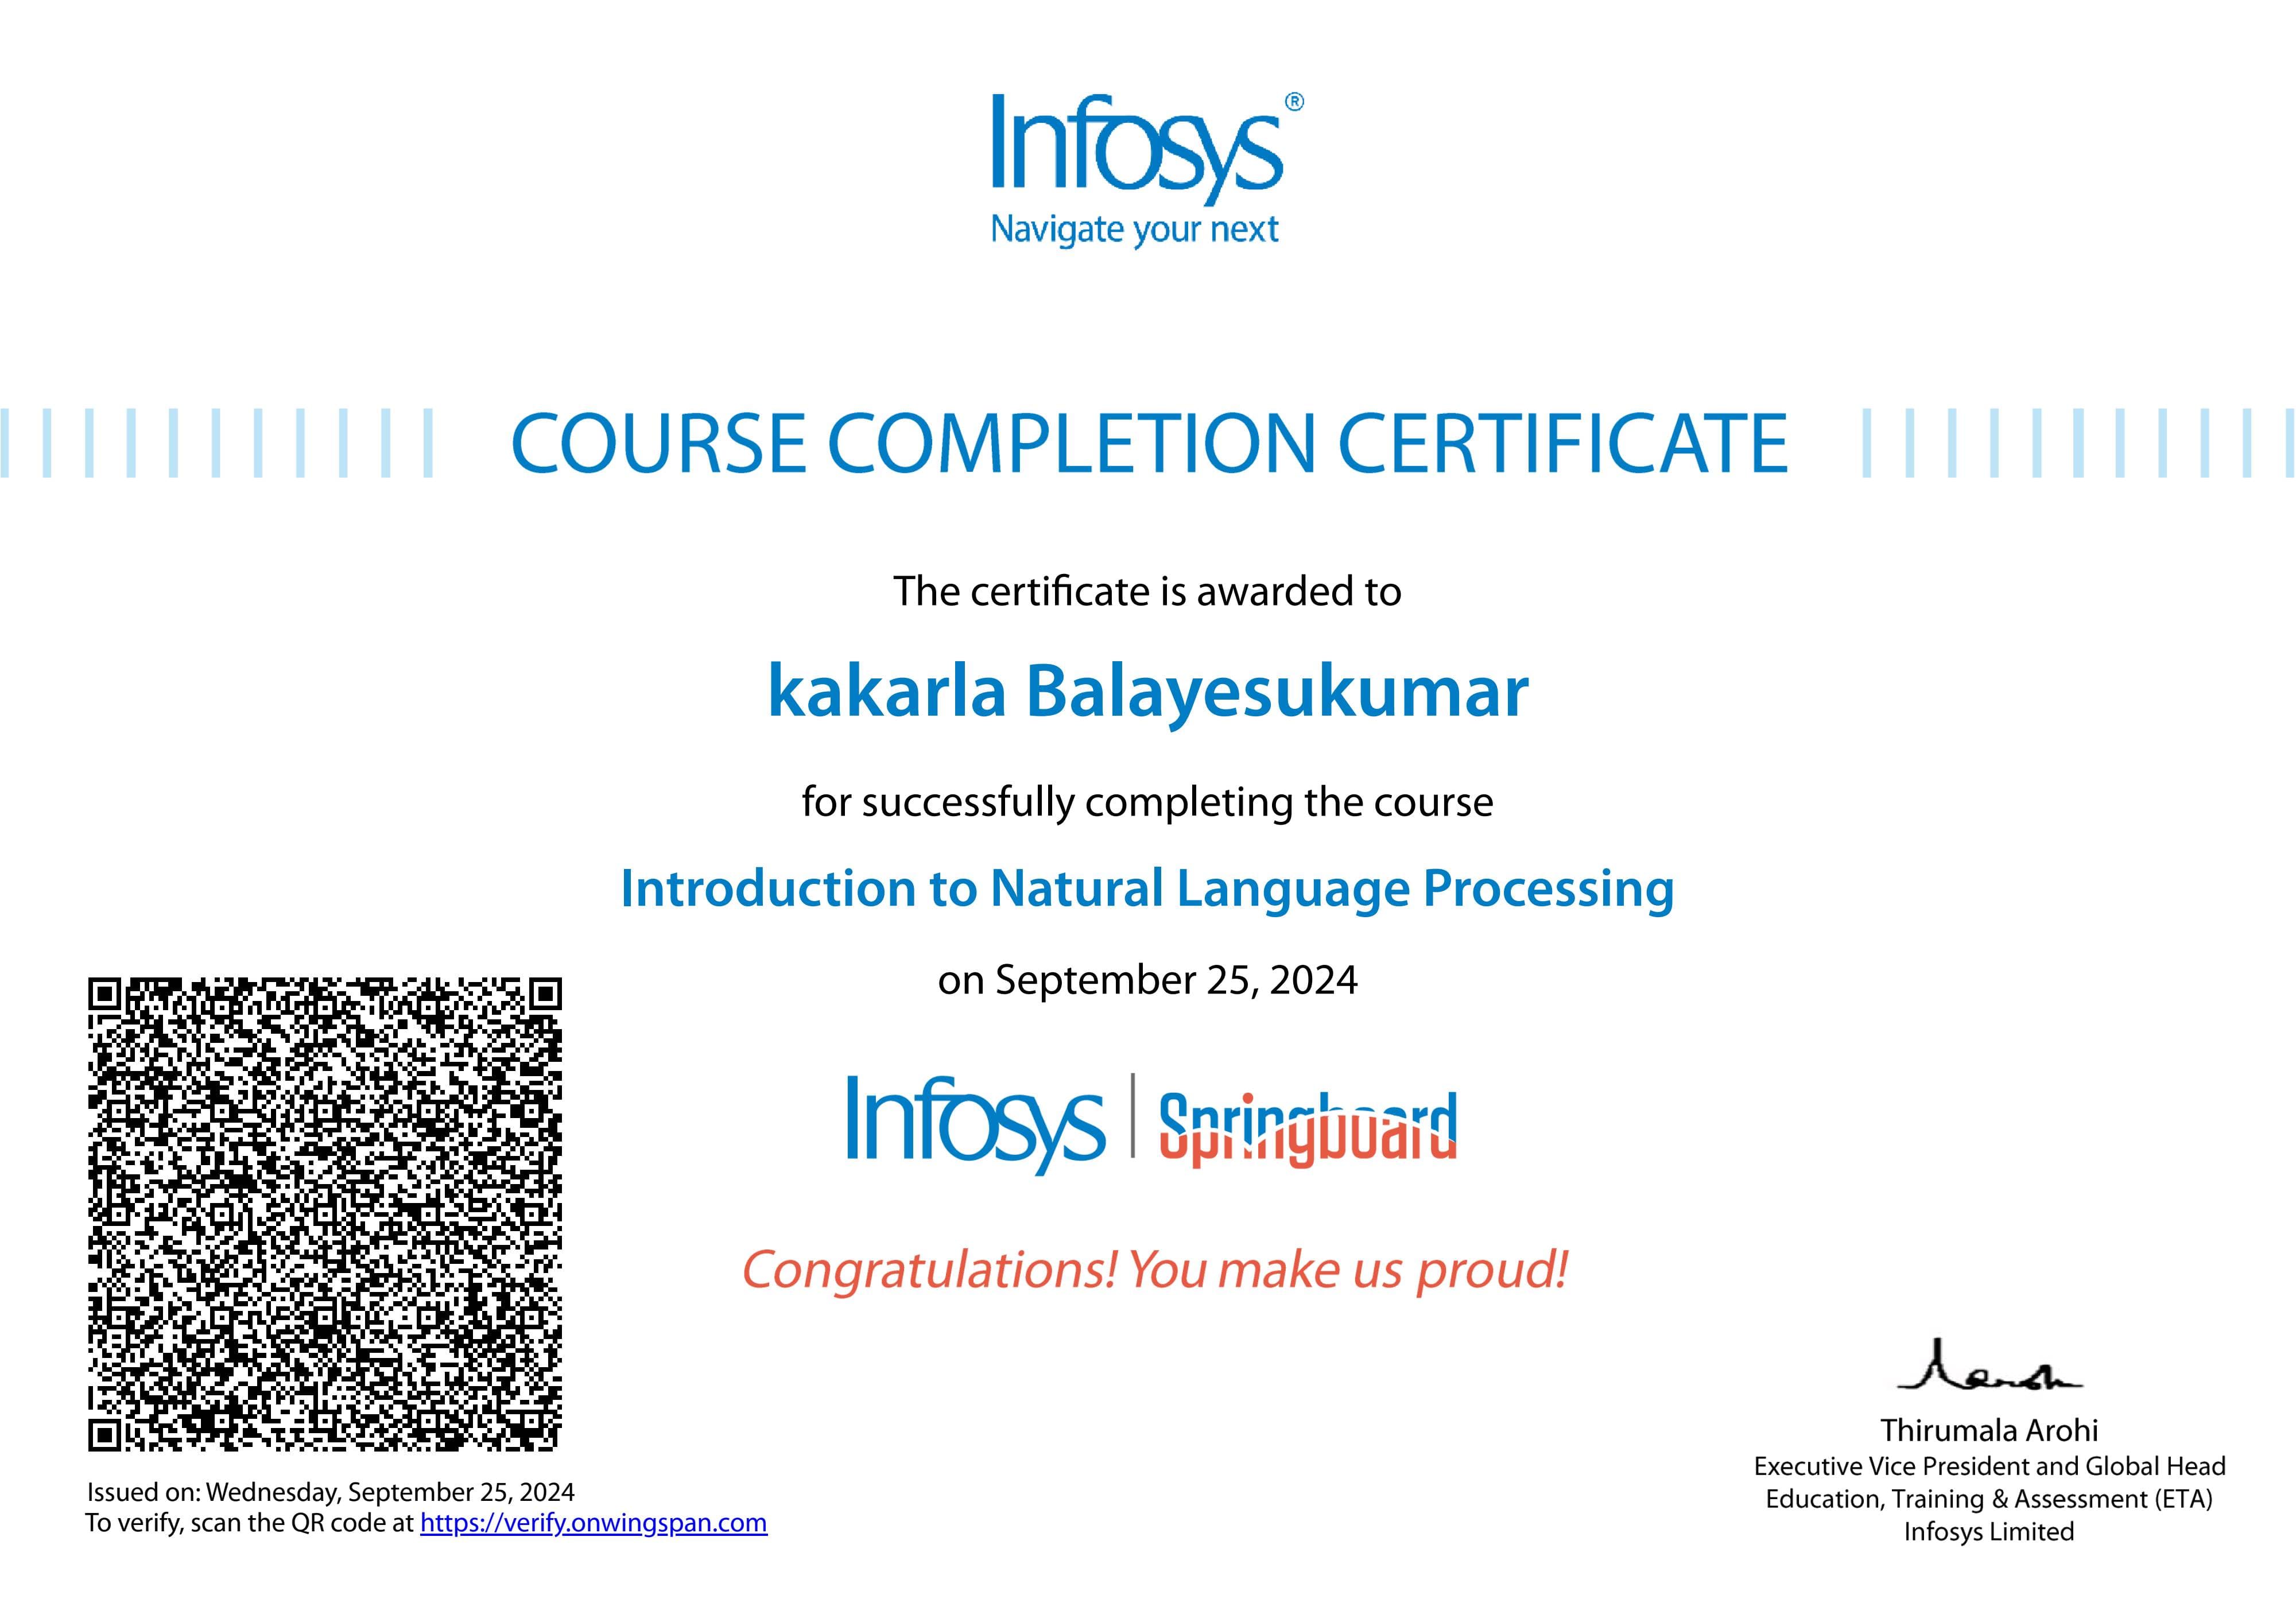 Infosys®
Navigate your next
COURSE COMPLETION CERTIFICATE
The certificate is awarded to
kakarla Balayesukumar
for successfully completing the course
Introduction to Natural Language Processing
on September 25, 2024
Infosys | Springboard
Congratulations! You make us proud!
Issued on: Wednesday, September 25, 2024
To verify, scan the QR code at https://verify.onwingspan.com
Thirumala Arohi
Executive Vice President and Global Head
Education, Training & Assessment (ETA)
Infosys Limited